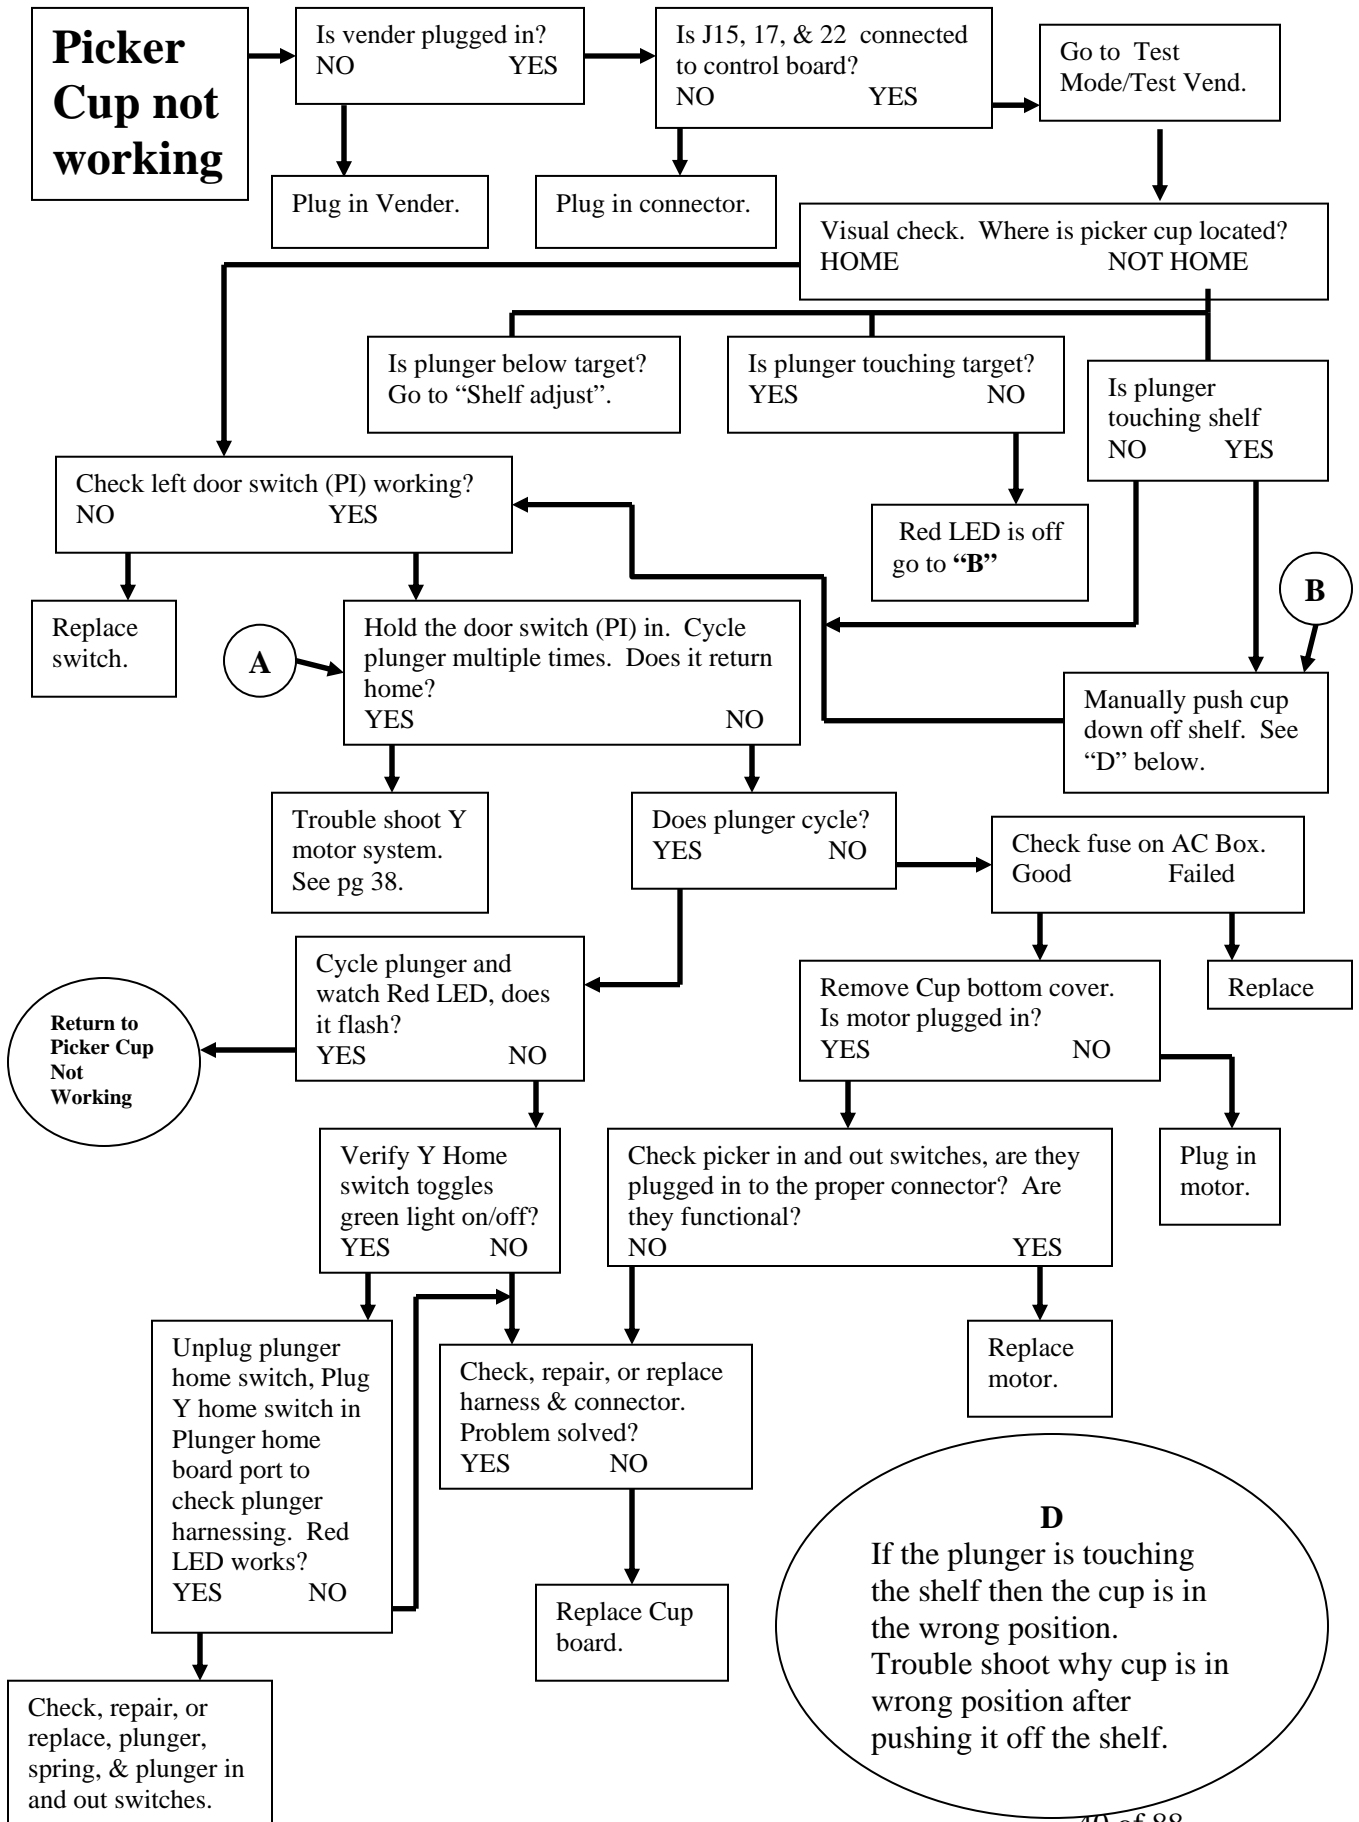 Picker
Cup not
working
Is vender plugged in?
NO YES
Is J15, 17, & 22 connected
to control board?
NO YES
Go to Test
Mode/Test Vend.
Plug in Vender.
Plug in connector.
Visual check. Where is picker cup located?
HOME NOT HOME
Is plunger below target?
Go to “Shelf adjust”.
Is plunger touching target?
YES NO
Is plunger
touching shelf
NO YES
Check left door switch (PI) working?
NO YES
Red LED is off
go to “B”
B
Replace
switch.
A
Hold the door switch (PI) in. Cycle
plunger multiple times. Does it return
home?
YES NO
Manually push cup
down off shelf. See
“D” below.
Trouble shoot Y
motor system.
See pg 38.
Does plunger cycle?
YES NO
Check fuse on AC Box.
Good Failed
Cycle plunger and
watch Red LED, does
it flash?
YES NO
Remove Cup bottom cover.
Is motor plugged in?
YES NO
Replace
Return to
Picker Cup
Not
Working
Verify Y Home
switch toggles
green light on/off?
YES NO
Check picker in and out switches, are they
plugged in to the proper connector? Are
they functional?
NO YES
Plug in
motor.
Unplug plunger
home switch, Plug
Y home switch in
Plunger home
board port to
check plunger
harnessing. Red
LED works?
YES NO
Check, repair, or replace
harness & connector.
Problem solved?
YES NO
Replace
motor.
Replace Cup
board.
D
If the plunger is touching
the shelf then the cup is in
the wrong position.
Trouble shoot why cup is in
wrong position after
pushing it off the shelf.
Check, repair, or
replace, plunger,
spring, & plunger in
and out switches.
of 88